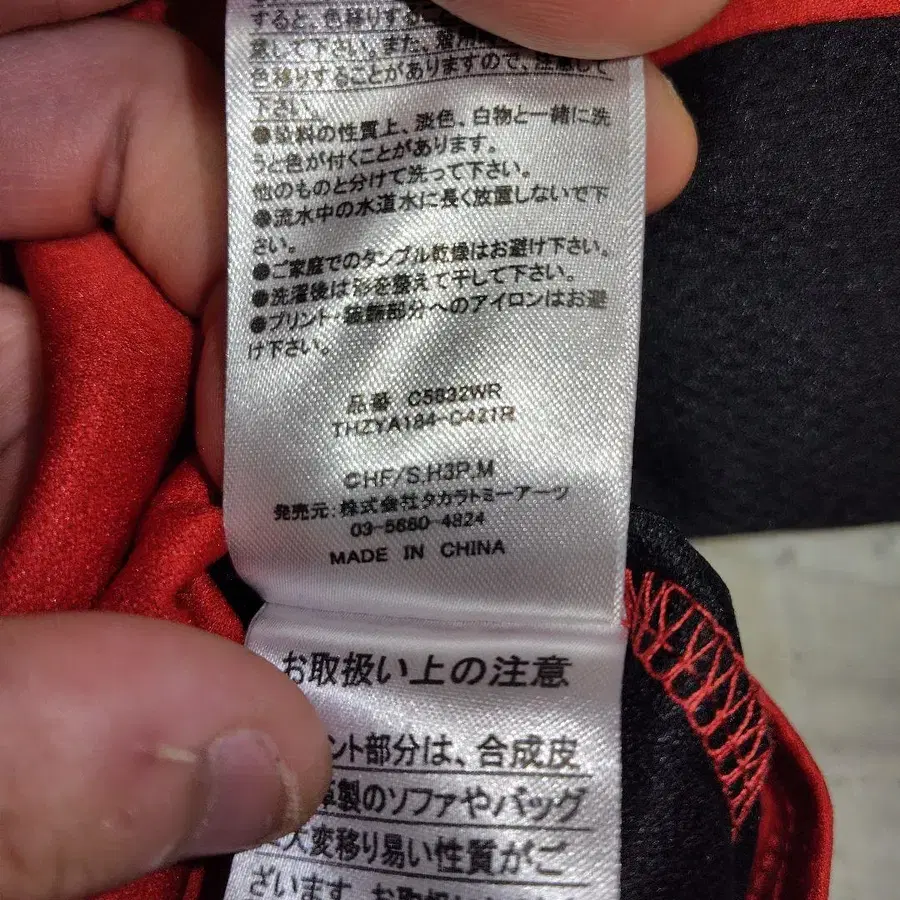 すると、色移りすること
意して下さい。また、着用
色移りすることがありますので、注意して
下さい。
●染料の性質上、淡色、白物と一緒に洗
うと色が付くことがあります。
他のものと分けて洗って下さい。
●流水中の水道水に長く放置しないで下
さい。
●ご家庭でのタンブル乾燥はお避け下さい。
●洗濯後は形を整えて干して下さい。
●プリント・装飾部分へのアイロンはお避
け下さい。
品番 C5832WR
THZYA184-C421R
©HF/S,H3P,M
発売元:株式会社タカラトミーアーツ
03-5680-4824
MADE IN CHINA
お取扱い上の注意
ント部分は、合成皮
革製のソファやバッグ
大変移り易い性質がご
ざいます。お取扱い